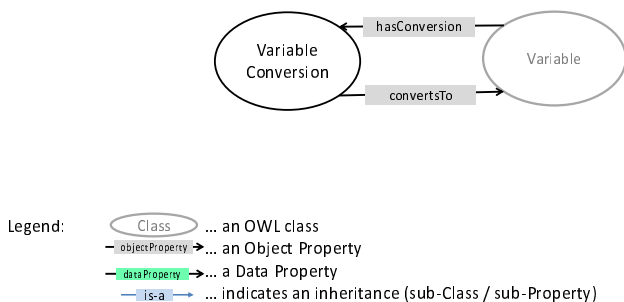 hasConversion
Variable
Conversion
Variable
convertsTo
Legend:
Class ... an OWL class
objectProperty ... an Object Property
dataProperty ... a Data Property
is-a ... indicates an inheritance (sub-Class / sub-Property)